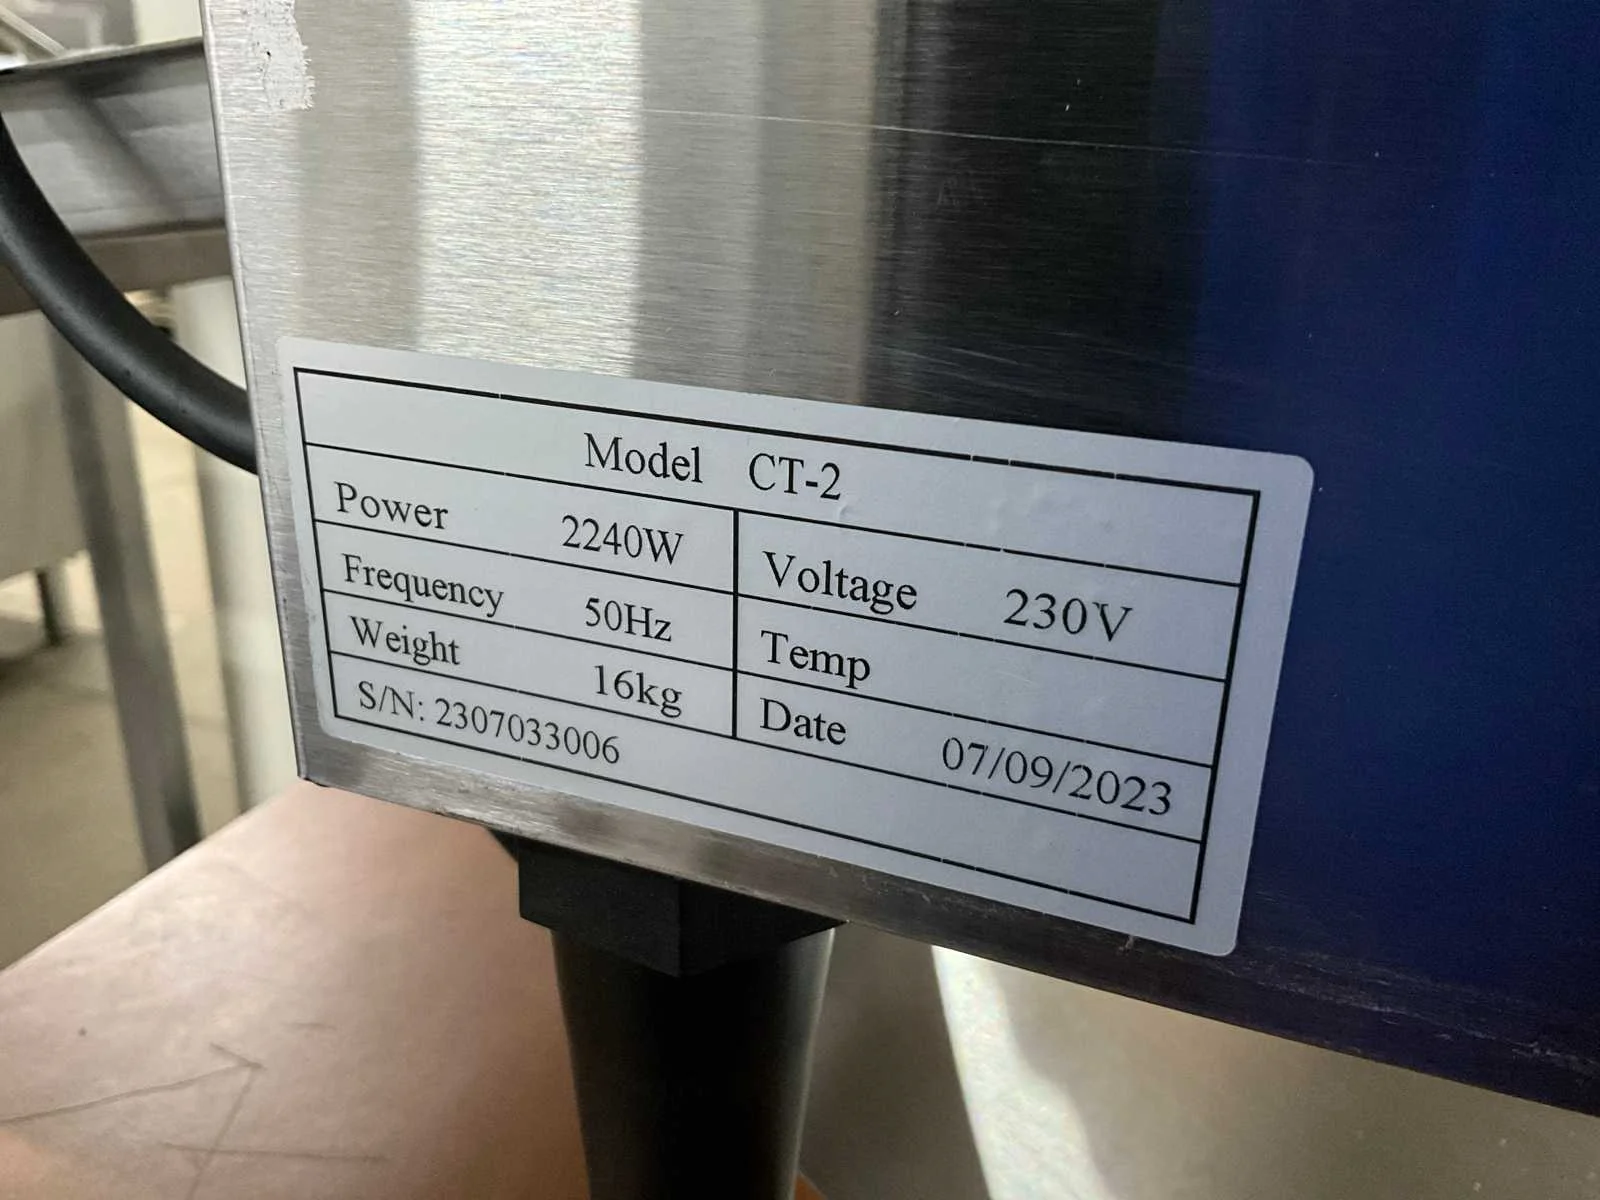 Model CT-2
Power 2240W Voltage 230V
Frequency 50Hz Temp
Weight 16kg Date 07/09/2023
S/N: 2307033006